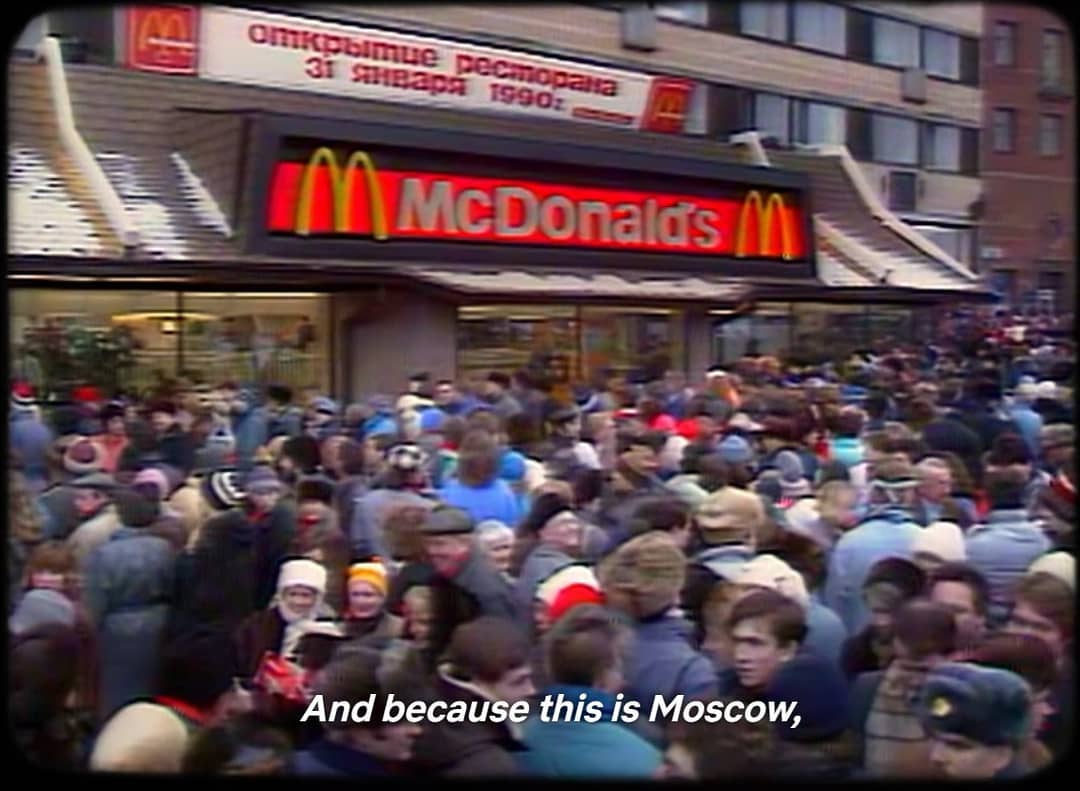 открытие ресторана
31 января 1990г
McDonald's
And because this is Moscow,